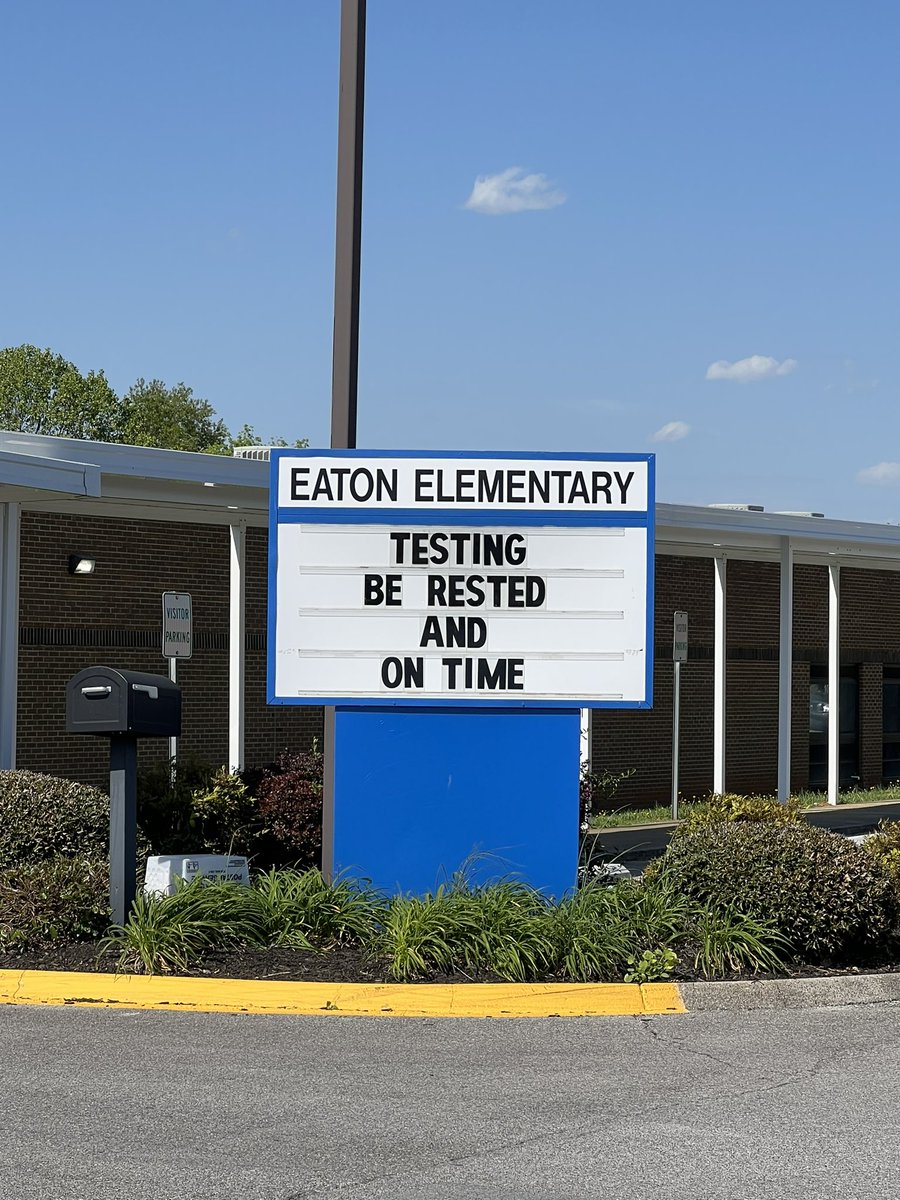 EATON ELEMENTARY
TESTING
BE RESTED
AND
ON TIME
VISITOR
PARKING